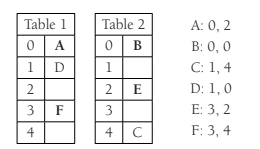 Table 1 Table 2 A: 0, 2
0 A 0 B B: 0, 0
1 D 1 C: 1, 4
2 2 E D: 1, 0
3 F 3 E: 3, 2
4 4 C F: 3, 4